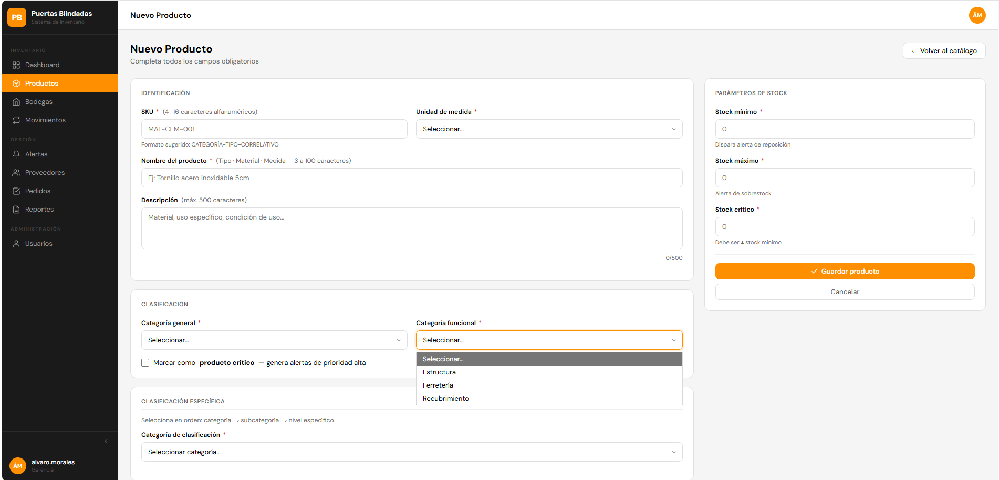 PB
Puertas Blindadas
Sistema de Inventario
INVENTARIO
Dashboard
Productos
Bodegas
Movimientos
GESTIÓN
Alertas
Proveedores
Pedidos
Reportes
ADMINISTRACIÓN
Usuarios
ÁM
alvaro.morales
Gerencia
Nuevo Producto
ÁM
Nuevo Producto
Completa todos los campos obligatorios
← Volver al catálogo
IDENTIFICACIÓN
SKU * (4–16 caracteres alfanuméricos)
MAT-CEM-001
Formato sugerido: CATEGORÍA-TIPO-CORRELATIVO
Unidad de medida *
Seleccionar...
Nombre del producto * (Tipo · Material · Medida — 3 a 100 caracteres)
Ej: Tornillo acero inoxidable 5cm
Descripción (máx. 500 caracteres)
Material, uso específico, condición de uso...
0/500
CLASIFICACIÓN
Categoría general *
Seleccionar...
Categoría funcional *
Seleccionar...
Seleccionar...
Estructura
Ferretería
Recubrimiento
Marcar como producto crítico — genera alertas de prioridad alta
CLASIFICACIÓN ESPECÍFICA
Selecciona en orden: categoría → subcategoría → nivel específico
Categoría de clasificación *
Seleccionar categoría...
PARÁMETROS DE STOCK
Stock mínimo *
0
Dispara alerta de reposición
Stock máximo *
0
Alerta de sobrestock
Stock crítico *
0
Debe ser ≤ stock mínimo
Guardar producto
Cancelar